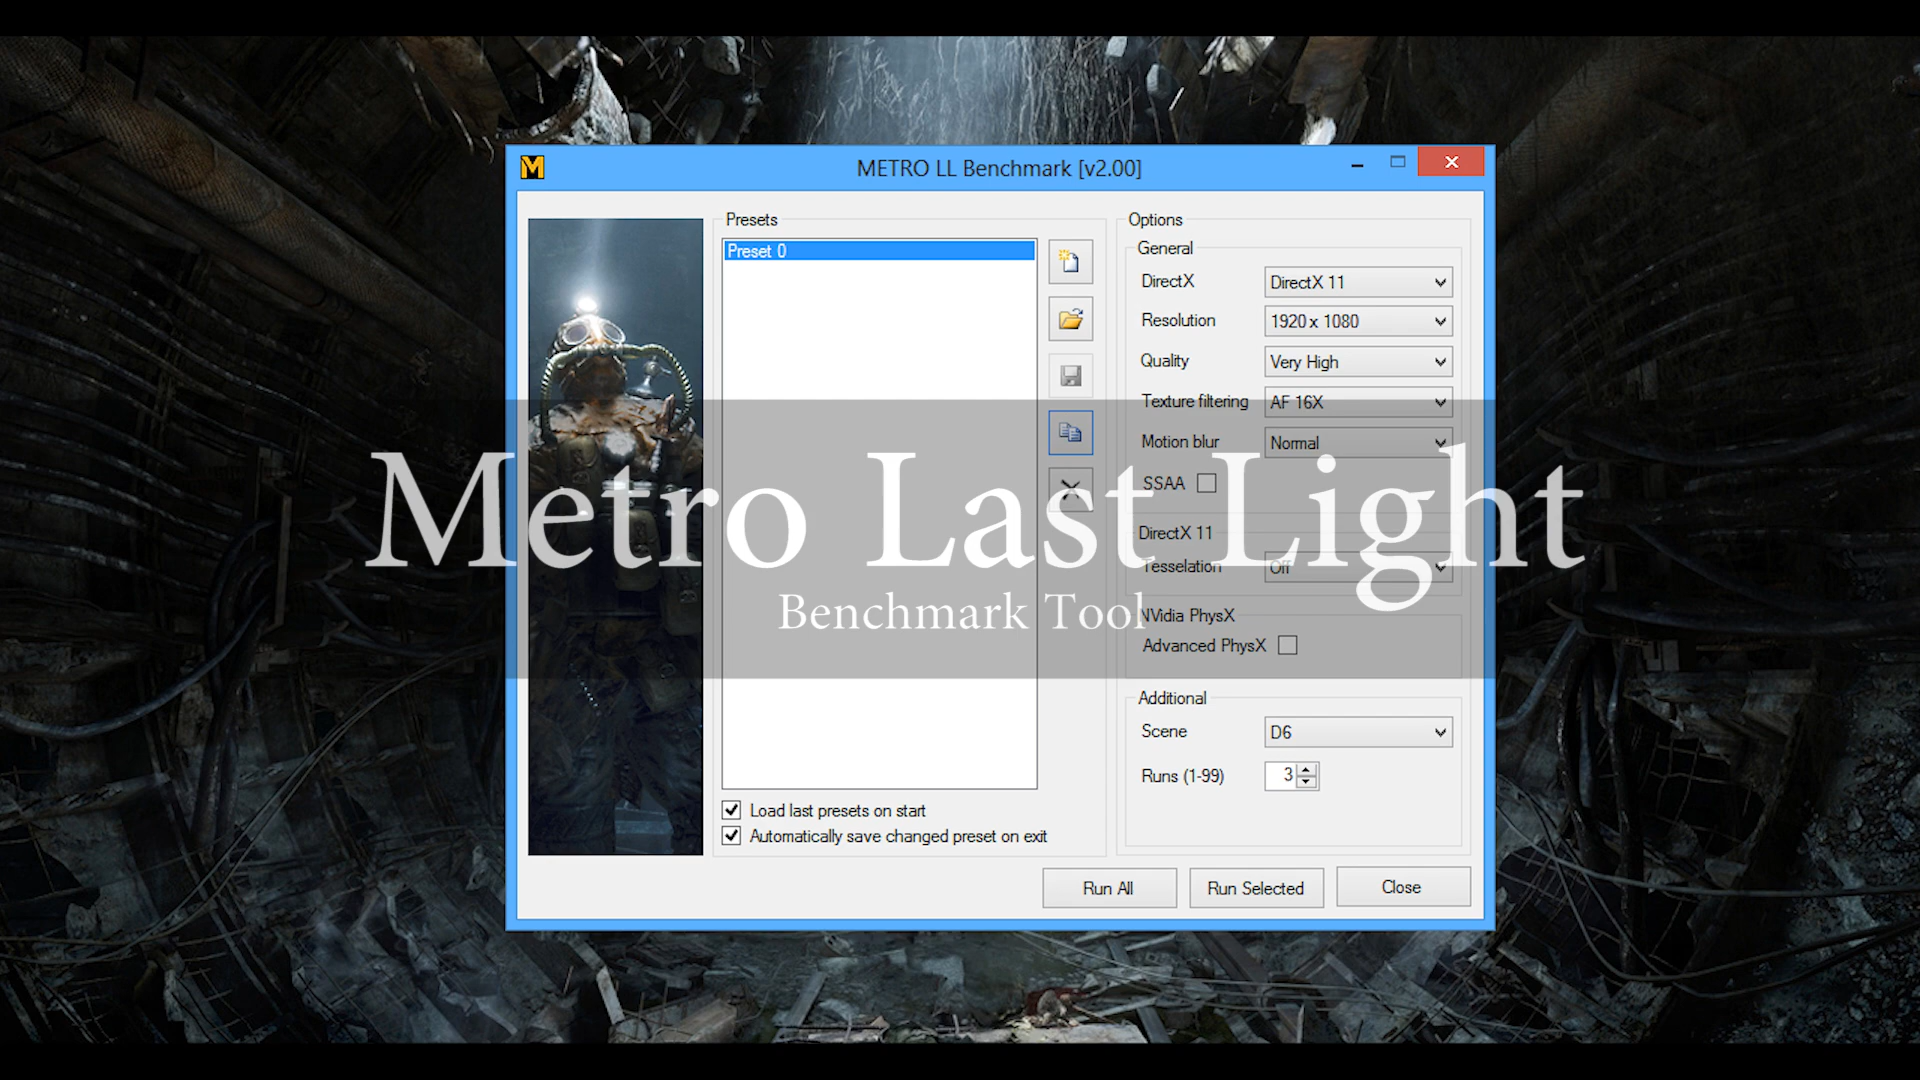 METRO LL Benchmark [v2.00]
Presets
Preset 0
Load last presets on start
Automatically save changed preset on exit
Options
General
DirectX
DirectX 11
Resolution
1920 x 1080
Quality
Very High
Texture filtering
AF 16X
Motion blur
Normal
SSAA
DirectX 11
Tesselation
Off
NVidia PhysX
Advanced PhysX
Additional
Scene
D6
Runs (1-99)
3
Run All
Run Selected
Close
Metro Last Light
Benchmark Tool